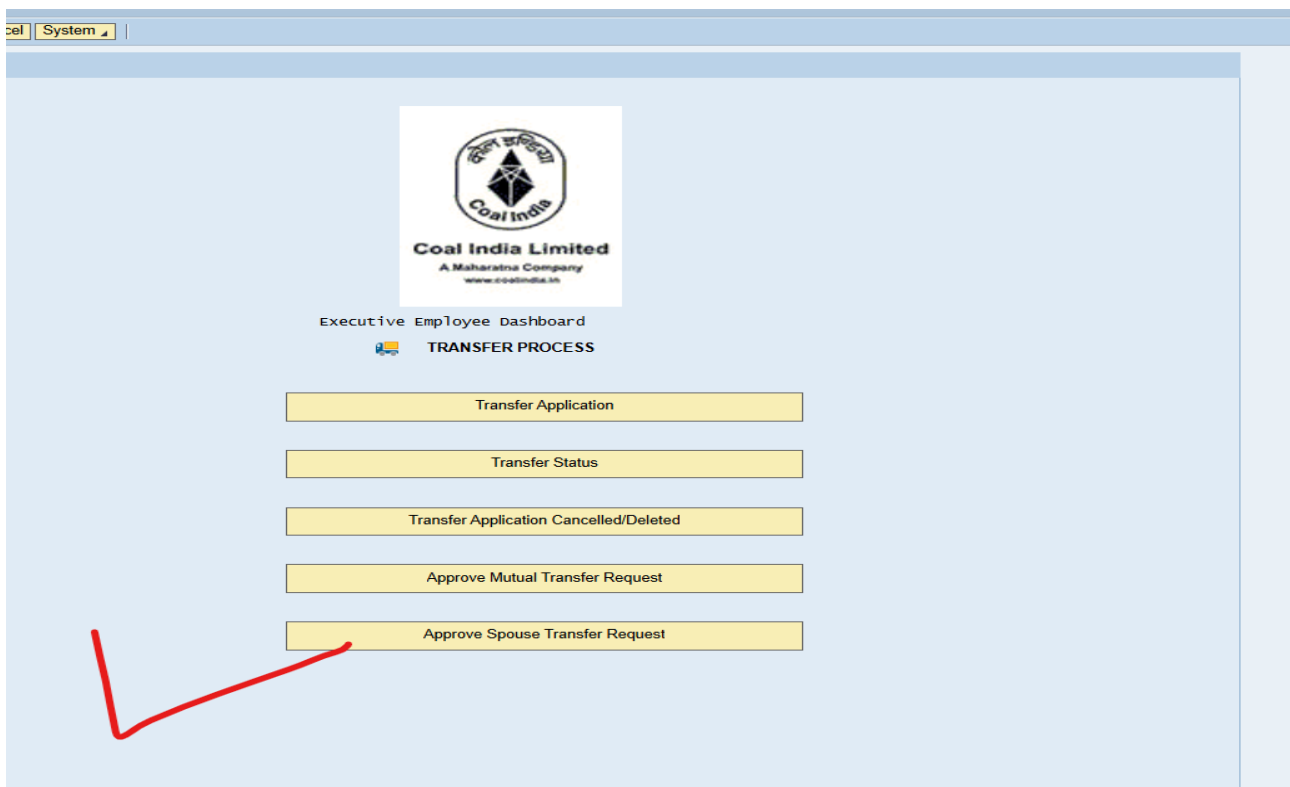 cel System
कोल इण्डिया
Coal India
Coal India Limited
A Maharatna Company
www.coalindia.in
Executive Employee Dashboard
TRANSFER PROCESS
Transfer Application
Transfer Status
Transfer Application Cancelled/Deleted
Approve Mutual Transfer Request
Approve Spouse Transfer Request